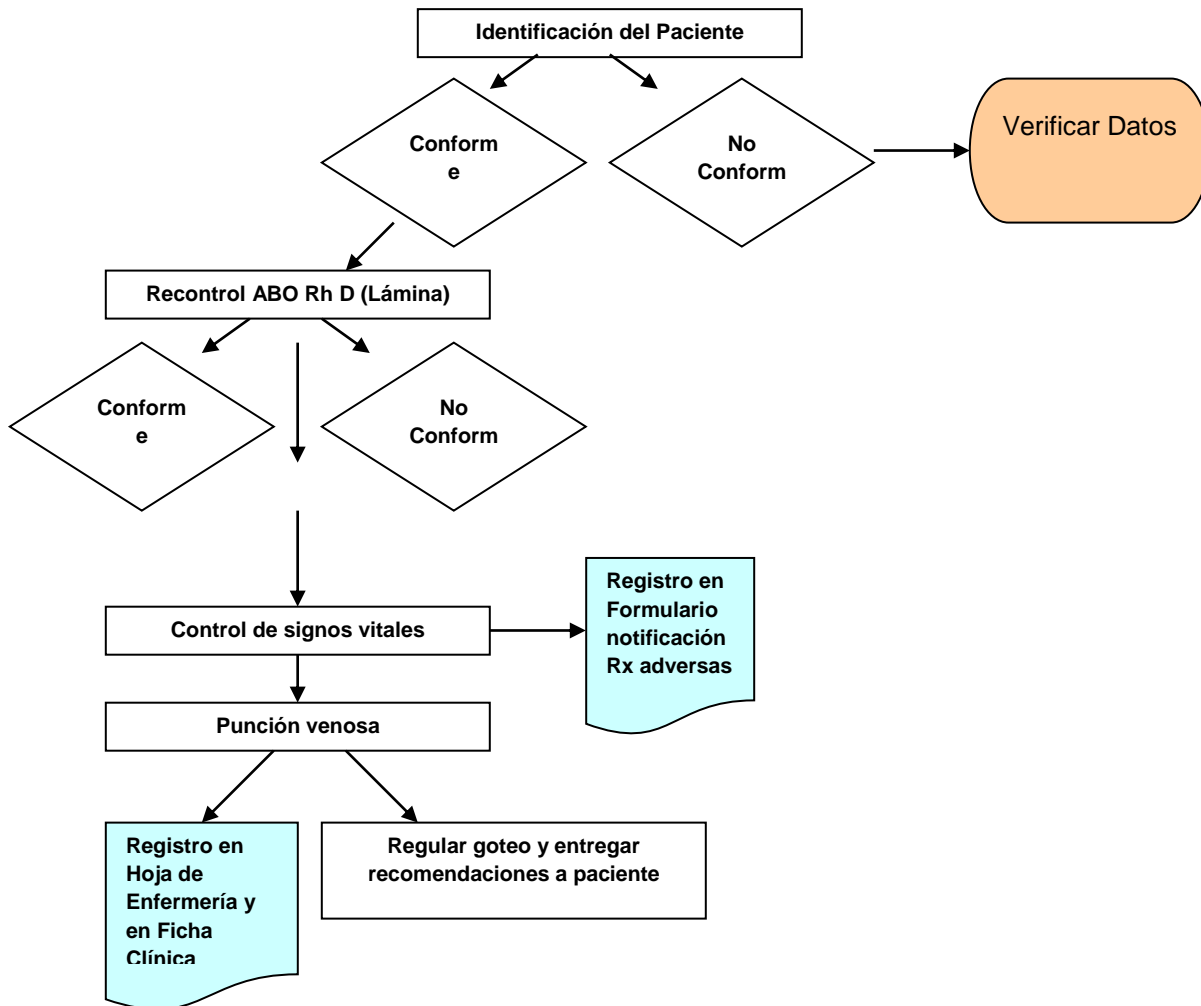 Identificación del Paciente
Conform
e
No
Conform
Verificar Datos
Recontrol ABO Rh D (Lámina)
Conform
e
No
Conform
Control de signos vitales
Registro en
Formulario
notificación
Rx adversas
Punción venosa
Registro en
Hoja de
Enfermería y
en Ficha
Clínica
Regular goteo y entregar
recomendaciones a paciente